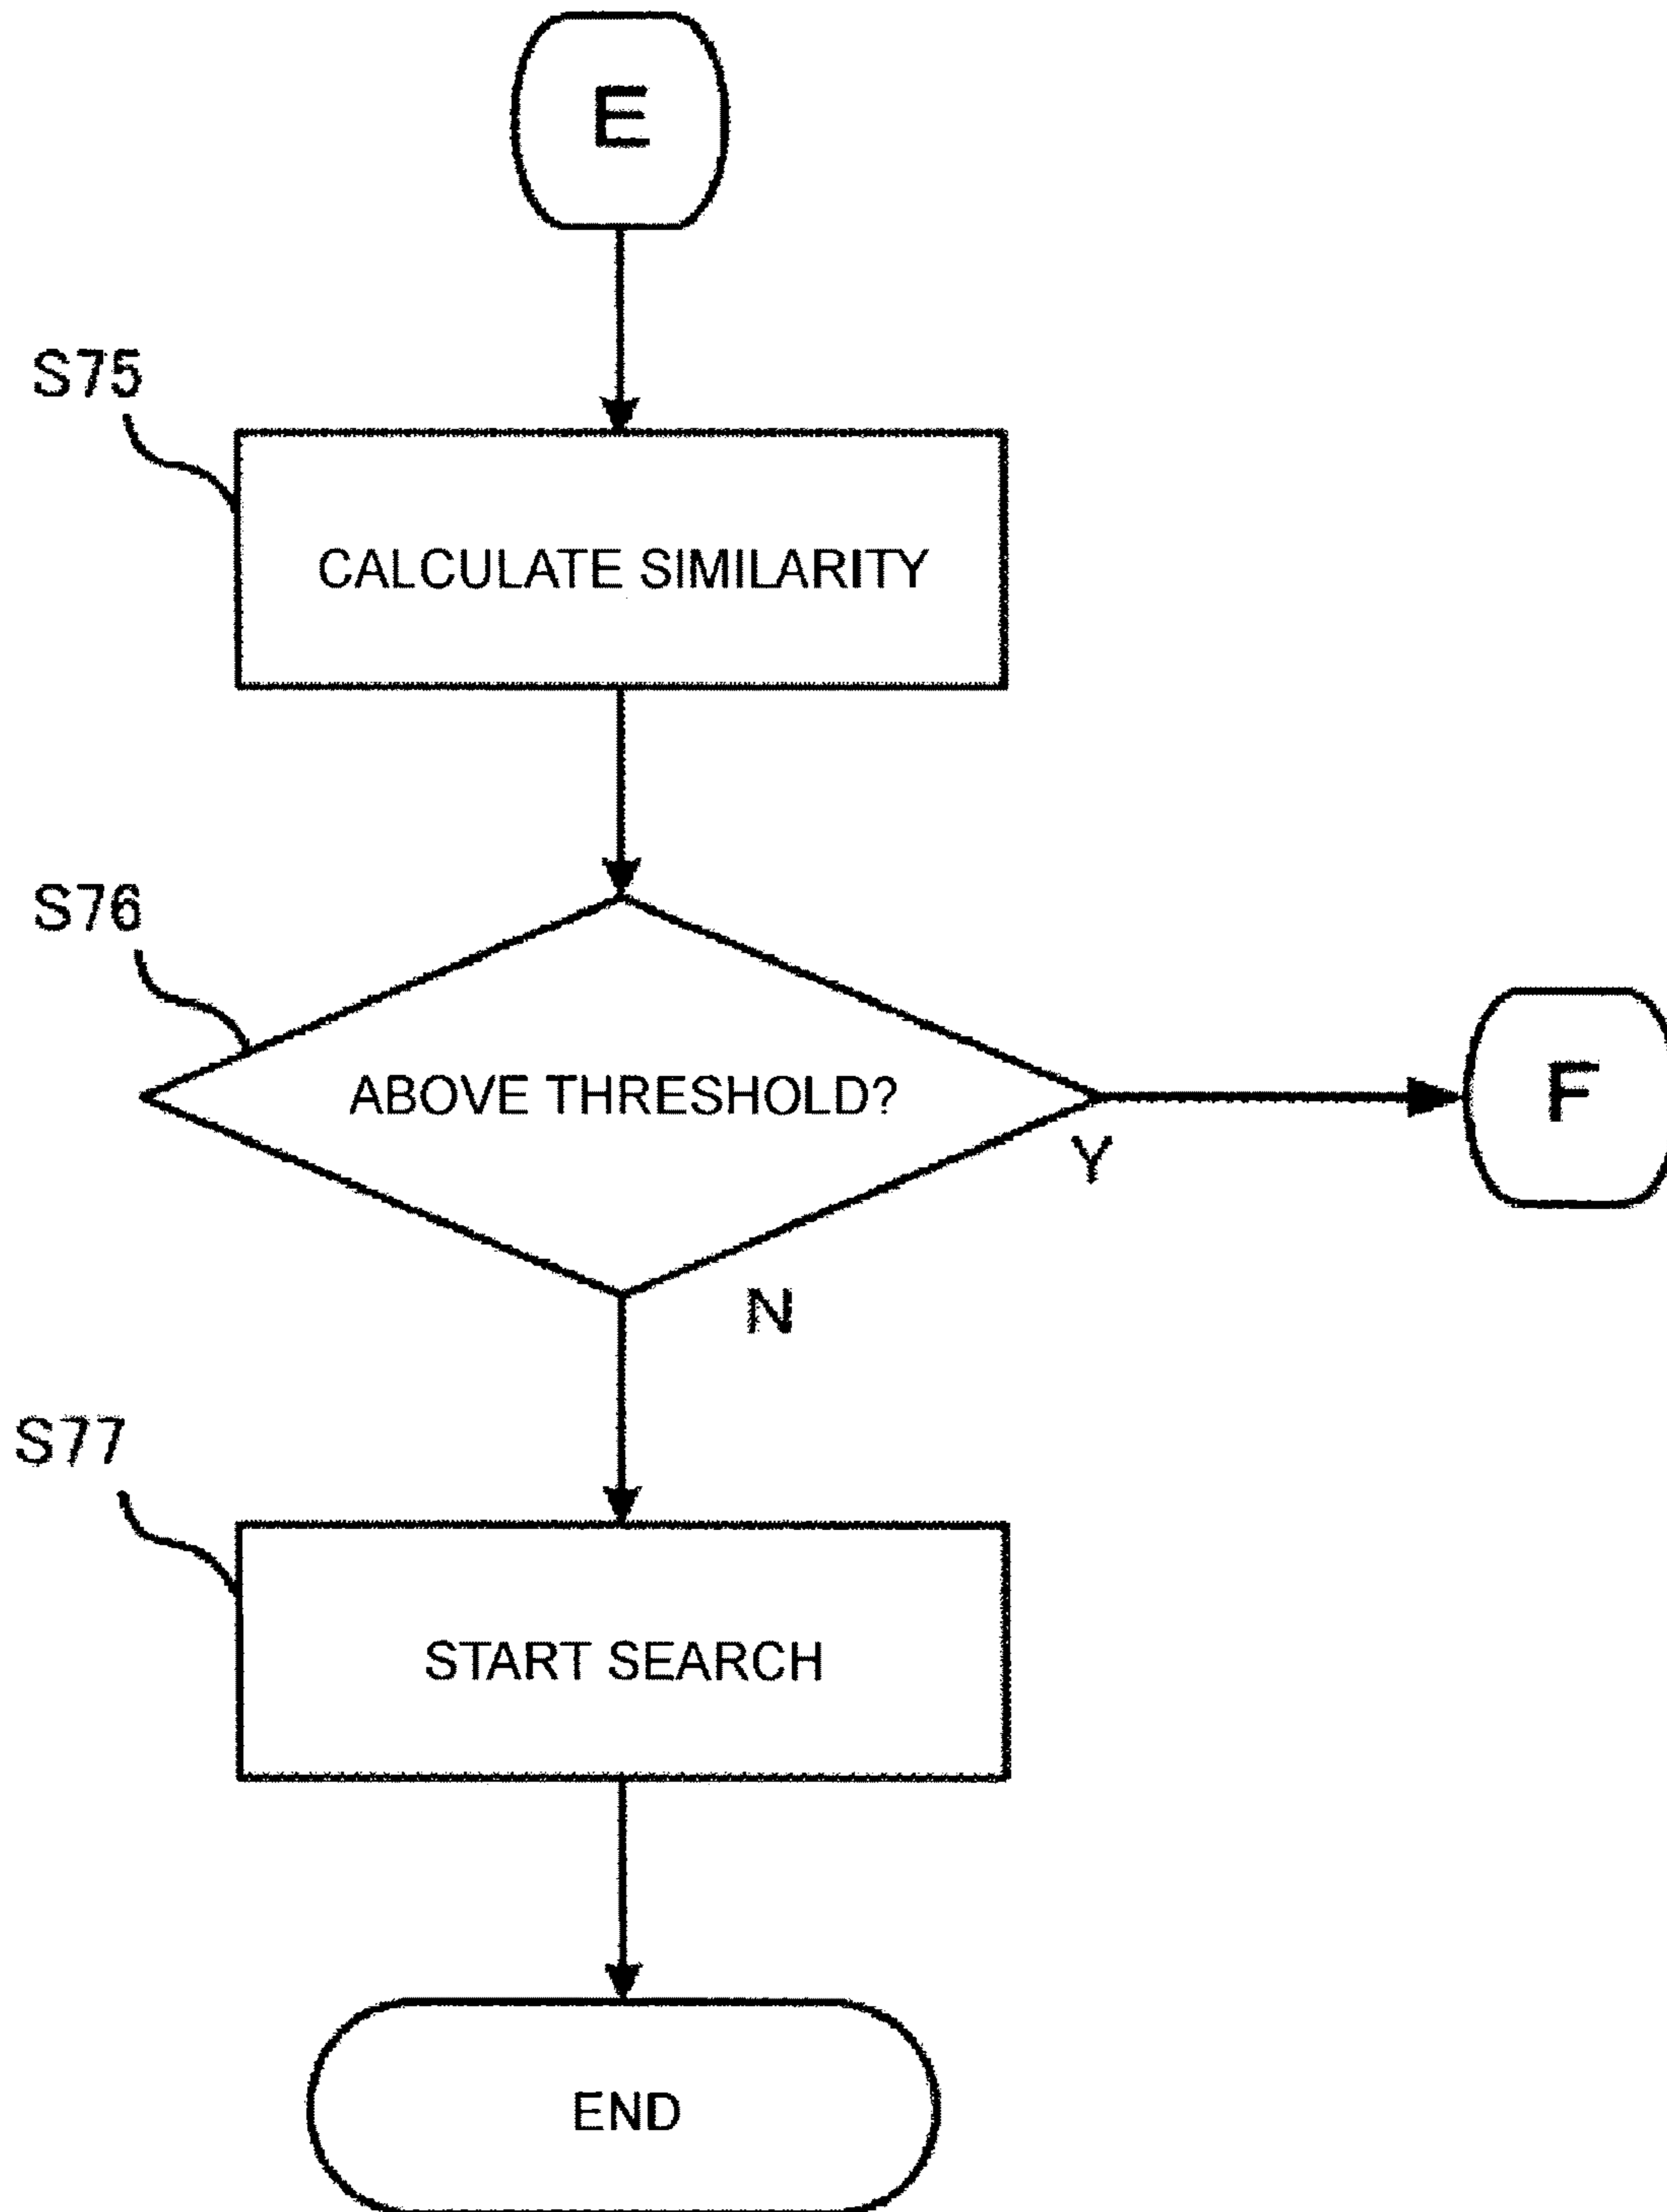 E
S75
CALCULATE SIMILARITY
S76
ABOVE THRESHOLD?
F
Y
N
S77
START SEARCH
END